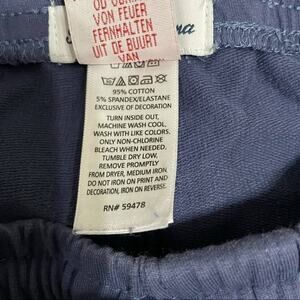 VON FEUER
FERNHALTEN
UIT DE BUURT
VAN
95% COTTON
5% SPANDEX/ELASTANE
EXCLUSIVE OF DECORATION
TURN INSIDE OUT,
MACHINE WASH COOL,
WASH WITH LIKE COLORS,
ONLY NON-CHLORINE
BLEACH WHEN NEEDED,
TUMBLE DRY LOW,
REMOVE PROMPTLY
FROM DRYER, MEDIUM IRON
DO NOT IRON ON PRINT AND
DECORATION, IRON ON REVERSE.
RN# 59478